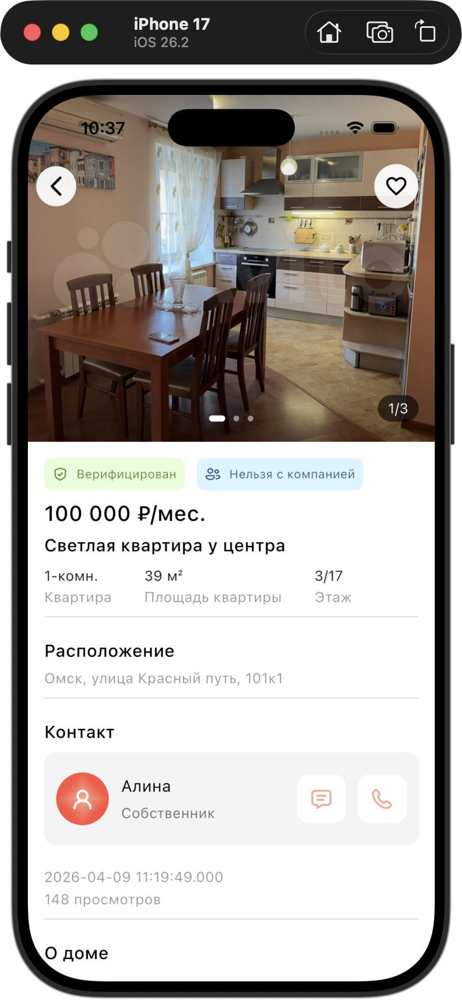 iPhone 17
iOS 26.2
10:37
1/3
Верифицирован
Нельзя с компанией
100 000 ₽/мес.
Светлая квартира у центра
1-комн. 39 м² 3/17
Квартира Площадь квартиры Этаж
Расположение
Омск, улица Красный путь, 101к1
Контакт
Алина
Собственник
2026-04-09 11:19:49.000
148 просмотров
О доме